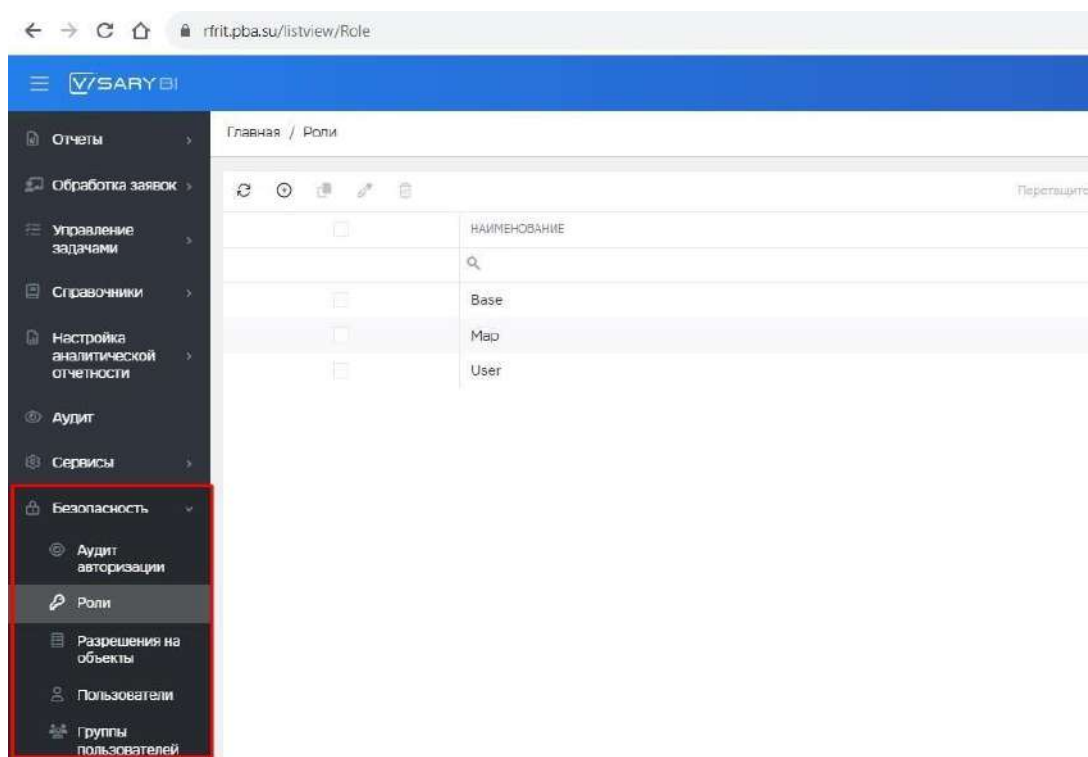 rfrit.pba.su/listview/Role
VISARY BI
Отчеты
Обработка заявок
Управление
задачами
Справочники
Настройка
аналитической
отчетности
Аудит
Сервисы
Безопасность
Аудит
авторизации
Роли
Разрешения на
объекты
Пользователи
Группы
пользователей
Главная / Роли
Перетащите
НАИМЕНОВАНИЕ
Base
Map
User